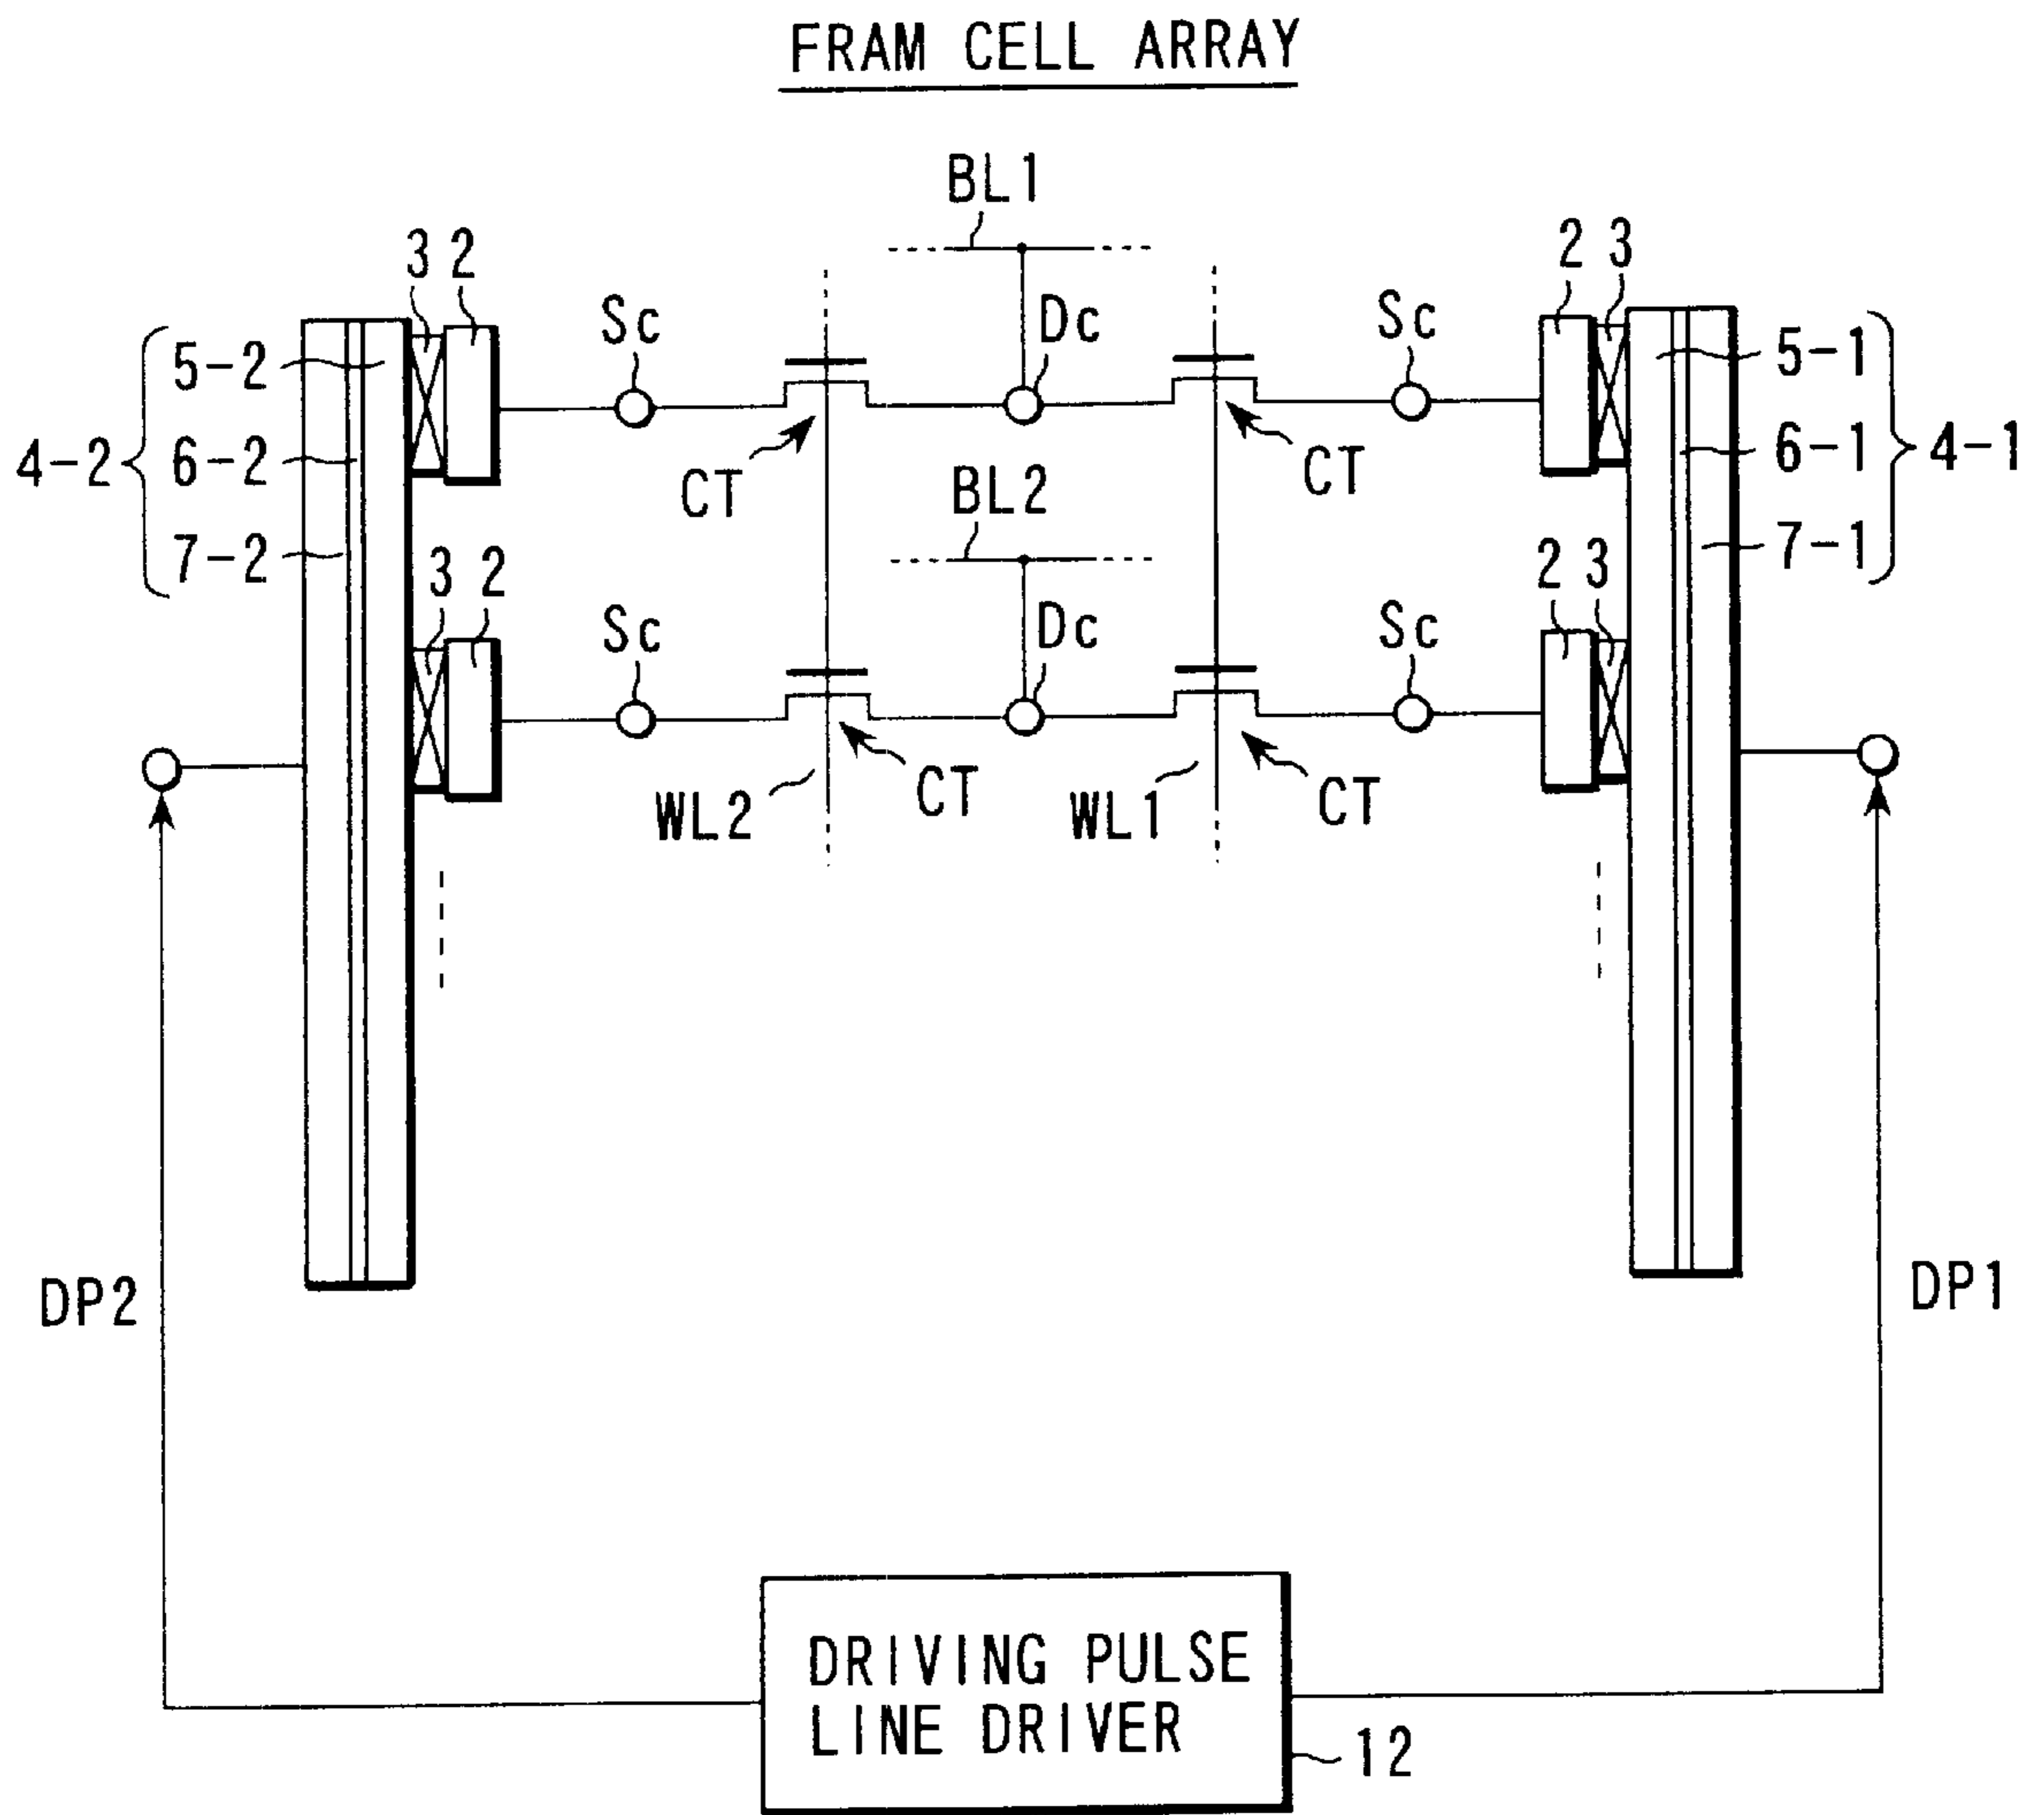 FRAM CELL ARRAY
BL1
3 2
2 3
Sc
Dc
Sc
4-2
5-2
6-2
7-2
5-1
6-1
7-1
4-1
CT
CT
BL2
3 2
2 3
Sc
Dc
Sc
CT
CT
WL2
WL1
DP2
DP1
DRIVING PULSE
LINE DRIVER
12